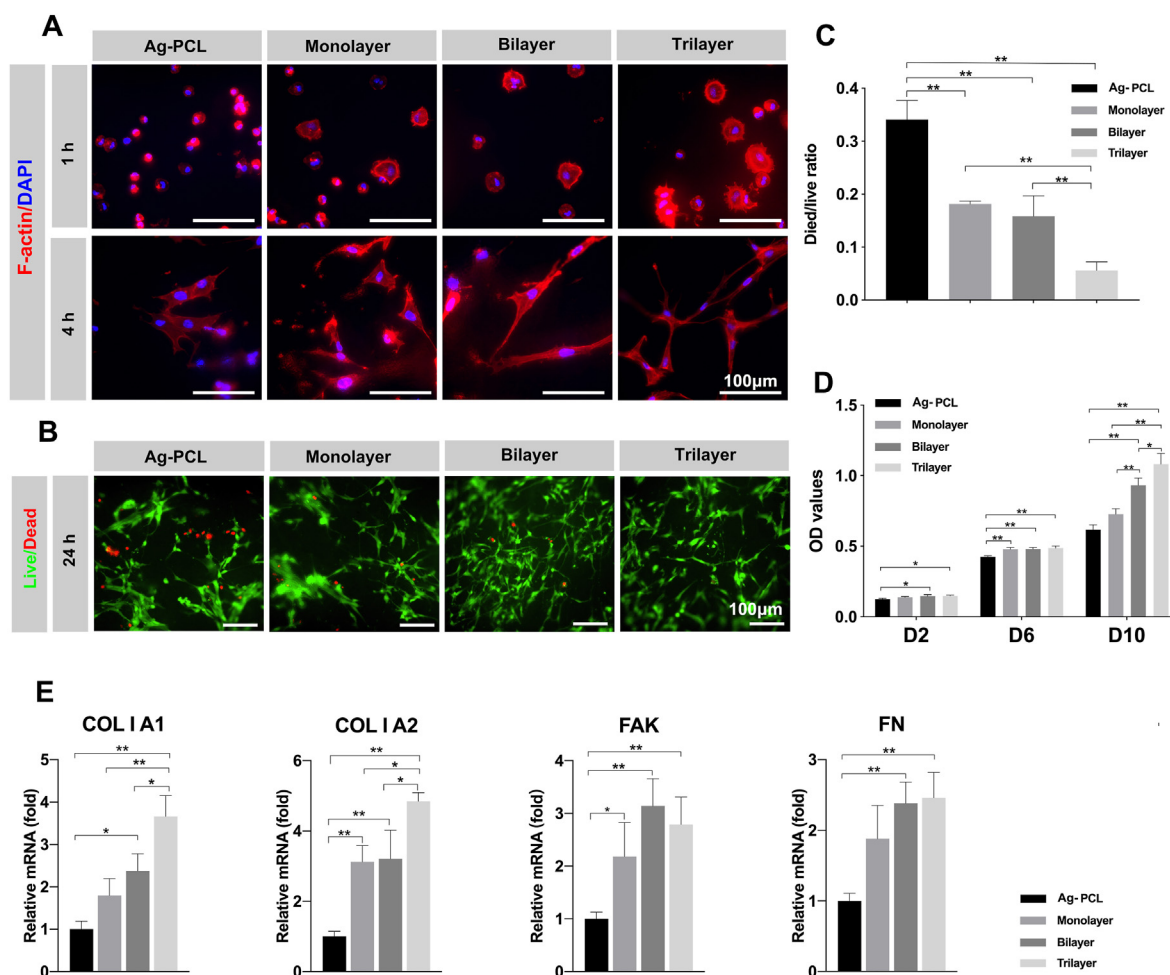 A
Ag-PCL
Monolayer
Bilayer
Trilayer
F-actin/DAPI
1 h
4 h
100μm
B
Ag-PCL
Monolayer
Bilayer
Trilayer
Live/Dead
24 h
100μm
C
Died/live ratio
0.4
0.3
0.2
0.1
0.0
**
**
**
**
**
Ag-PCL
Monolayer
Bilayer
Trilayer
D
OD values
1.5
1.0
0.5
0.0
Ag-PCL
Monolayer
Bilayer
Trilayer
*
*
**
**
**
**
**
**
*
**
D2
D6
D10
E
COL I A1
Relative mRNA (fold)
5
4
3
2
1
0
**
**
*
*
COL I A2
Relative mRNA (fold)
6
4
2
0
**
*
*
**
**
FAK
Relative mRNA (fold)
4
3
2
1
0
**
**
*
FN
Relative mRNA (fold)
3
2
1
0
**
**
Ag-PCL
Monolayer
Bilayer
Trilayer